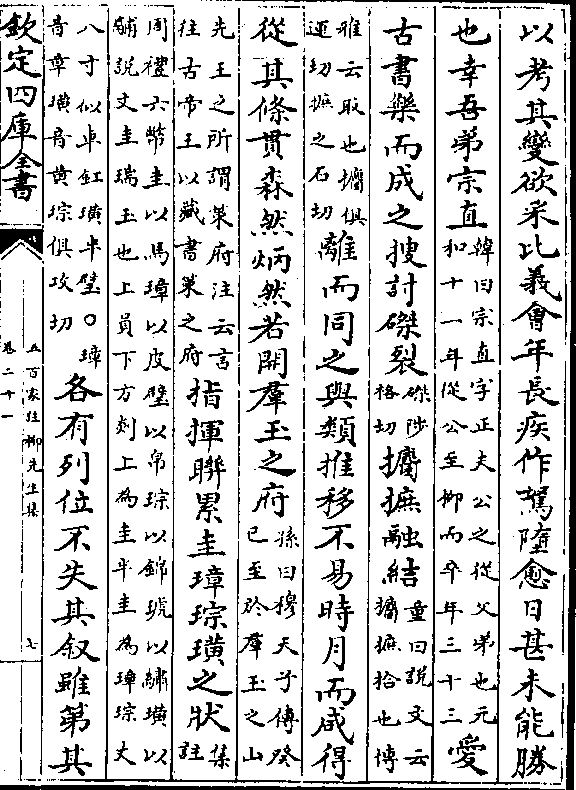 以考其變欲采比義會年長疾作駑墮愈日甚未能勝
也幸吾弟宗直韓曰宗直字正夫公之從父弟也元和十一年從公至柳而卒年三十三愛
古書樂而成之搜討磔裂磔陟格切攟摭融結童曰説文云攟摭拾也博
雅云取也攟俱運切摭之石切離而同之與類推移不易時月而咸得
從其條貫森然炳然若開羣玉之府孫曰穆天子傳癸已至於羣玉之山
先王之所謂策府注云言往古帝王以藏書策之府指揮聯累圭璋琮璜之狀集註
周禮六幣圭以馬璋以皮璧以帛琮以錦琥以繡璜以
黼説文圭瑞玉也上員下方剡上為圭半圭為璋琮丈
八寸似車釭璜半璧○璋音章璜音黄琮俱攻切各有列位不失其叙雖第其
欽定四庫全書
五百家注柳先生集
卷二十一
七